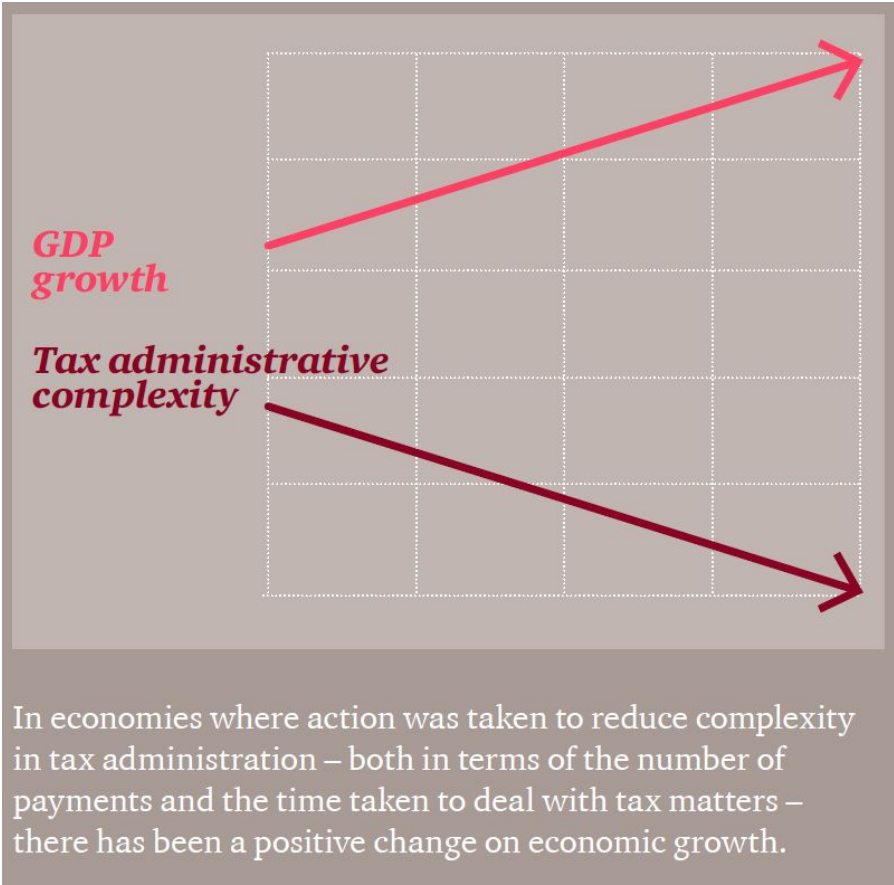 GDP
growth
Tax administrative
complexity
In economies where action was taken to reduce complexity
in tax administration – both in terms of the number of
payments and the time taken to deal with tax matters –
there has been a positive change on economic growth.